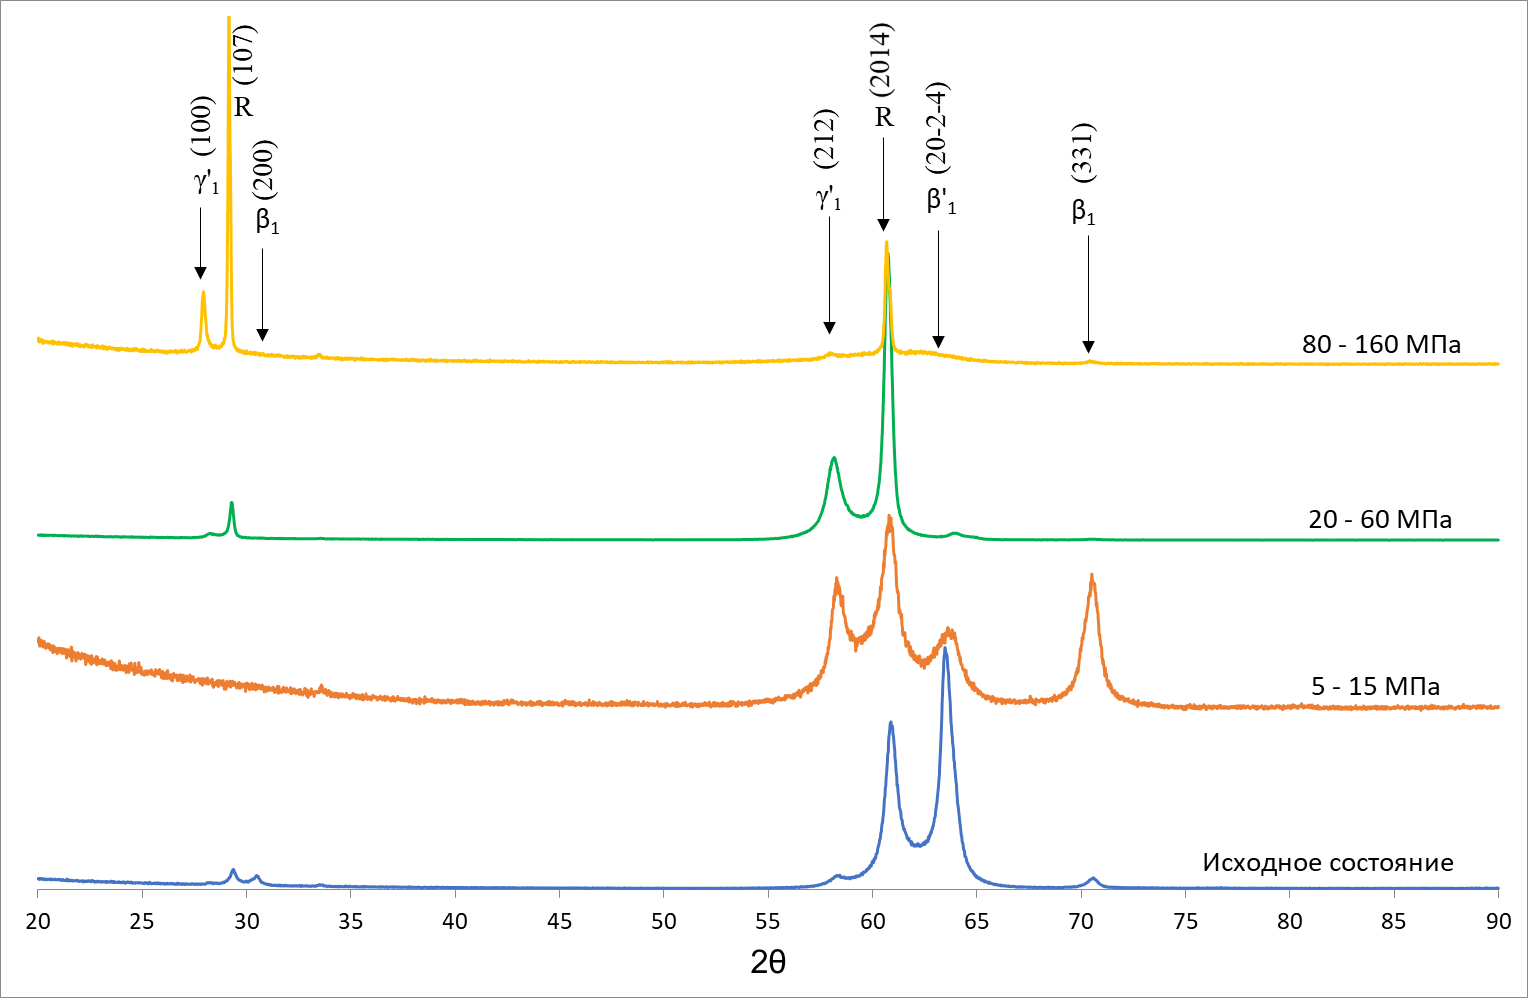 γ'1 (100)
R (107)
β1 (200)
γ'1 (212)
R (2014)
β'1 (20-2-4)
β1 (331)
80 - 160 МПа
20 - 60 МПа
5 - 15 МПа
Исходное состояние
20 25 30 35 40 45 50 55 60 65 70 75 80 85 90
2θ